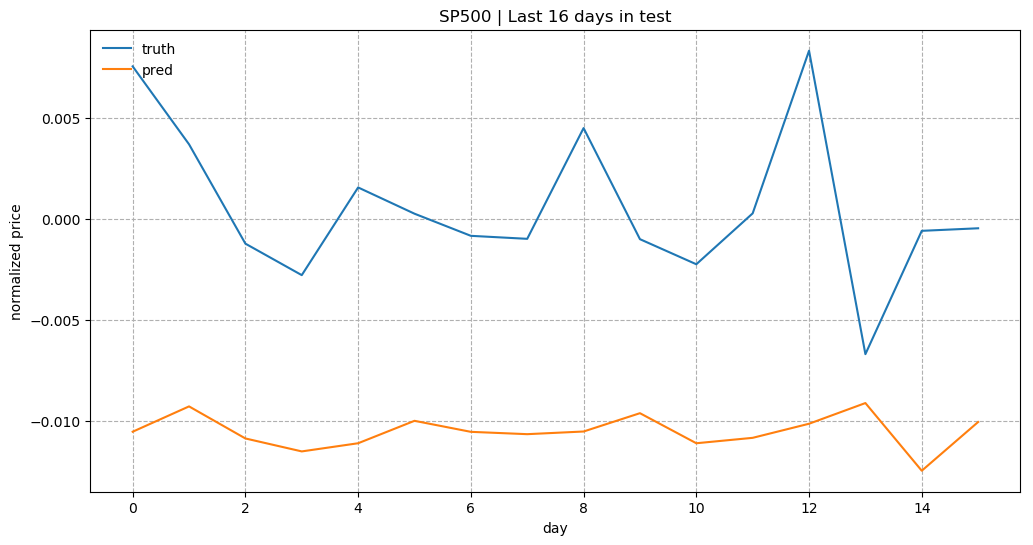 SP500 | Last 16 days in test
truth
pred
0.005
0.000
−0.005
−0.010
normalized price
0 2 4 6 8 10 12 14
day